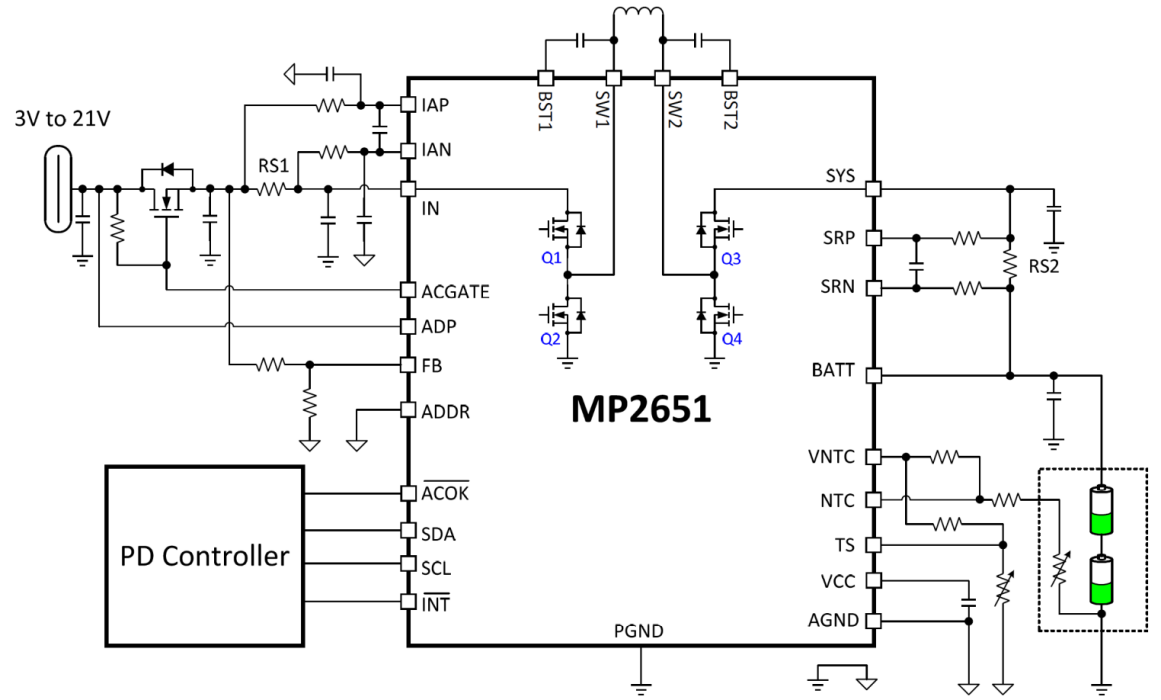 BST1
SW1
SW2
BST2
3V to 21V
IAP
IAN
RS1
IN
SYS
SRP
SRN
RS2
Q1
Q3
Q2
Q4
ACGATE
ADP
FB
ADDR
BATT
MP2651
VNTC
NTC
TS
VCC
AGND
PD Controller
ACOK
SDA
SCL
INT
PGND